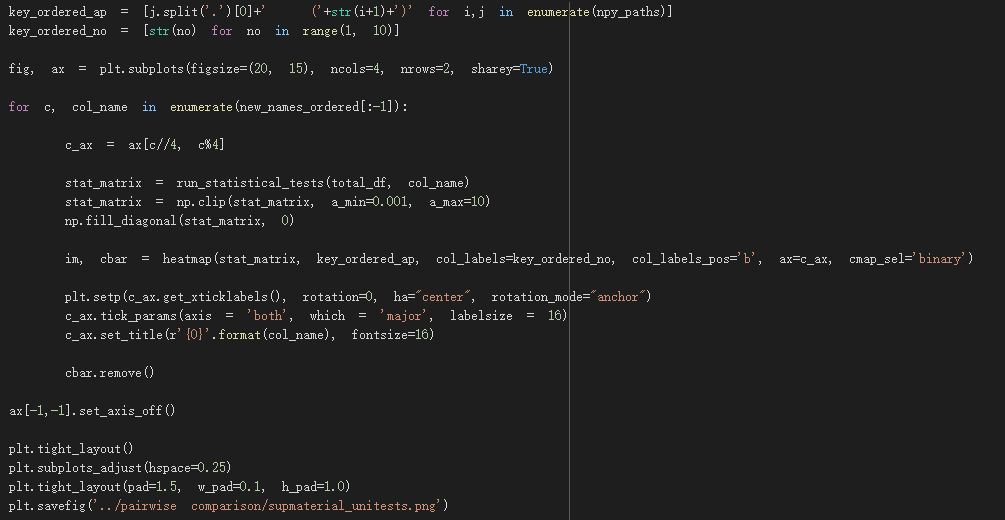 key_ordered_ap = [j.split('.')[0]+'    ('+str(i+1)+')' for i,j in enumerate(npy_paths)]
key_ordered_no = [str(no) for no in range(1, 10)]
fig, ax = plt.subplots(figsize=(20, 15), ncols=4, nrows=2, sharey=True)
for c, col_name in enumerate(new_names_ordered[:-1]):
c_ax = ax[c//4, c%4]
stat_matrix = run_statistical_tests(total_df, col_name)
stat_matrix = np.clip(stat_matrix, a_min=0.001, a_max=10)
np.fill_diagonal(stat_matrix, 0)
im, cbar = heatmap(stat_matrix, key_ordered_ap, col_labels=key_ordered_no, col_labels_pos='b', ax=c_ax, cmap_sel='binary')
plt.setp(c_ax.get_xticklabels(), rotation=0, ha="center", rotation_mode="anchor")
c_ax.tick_params(axis = 'both', which = 'major', labelsize = 16)
c_ax.set_title(r'{0}'.format(col_name), fontsize=16)
cbar.remove()
ax[-1,-1].set_axis_off()
plt.tight_layout()
plt.subplots_adjust(hspace=0.25)
plt.tight_layout(pad=1.5, w_pad=0.1, h_pad=1.0)
plt.savefig('../pairwise comparison/supmaterial_unitests.png')